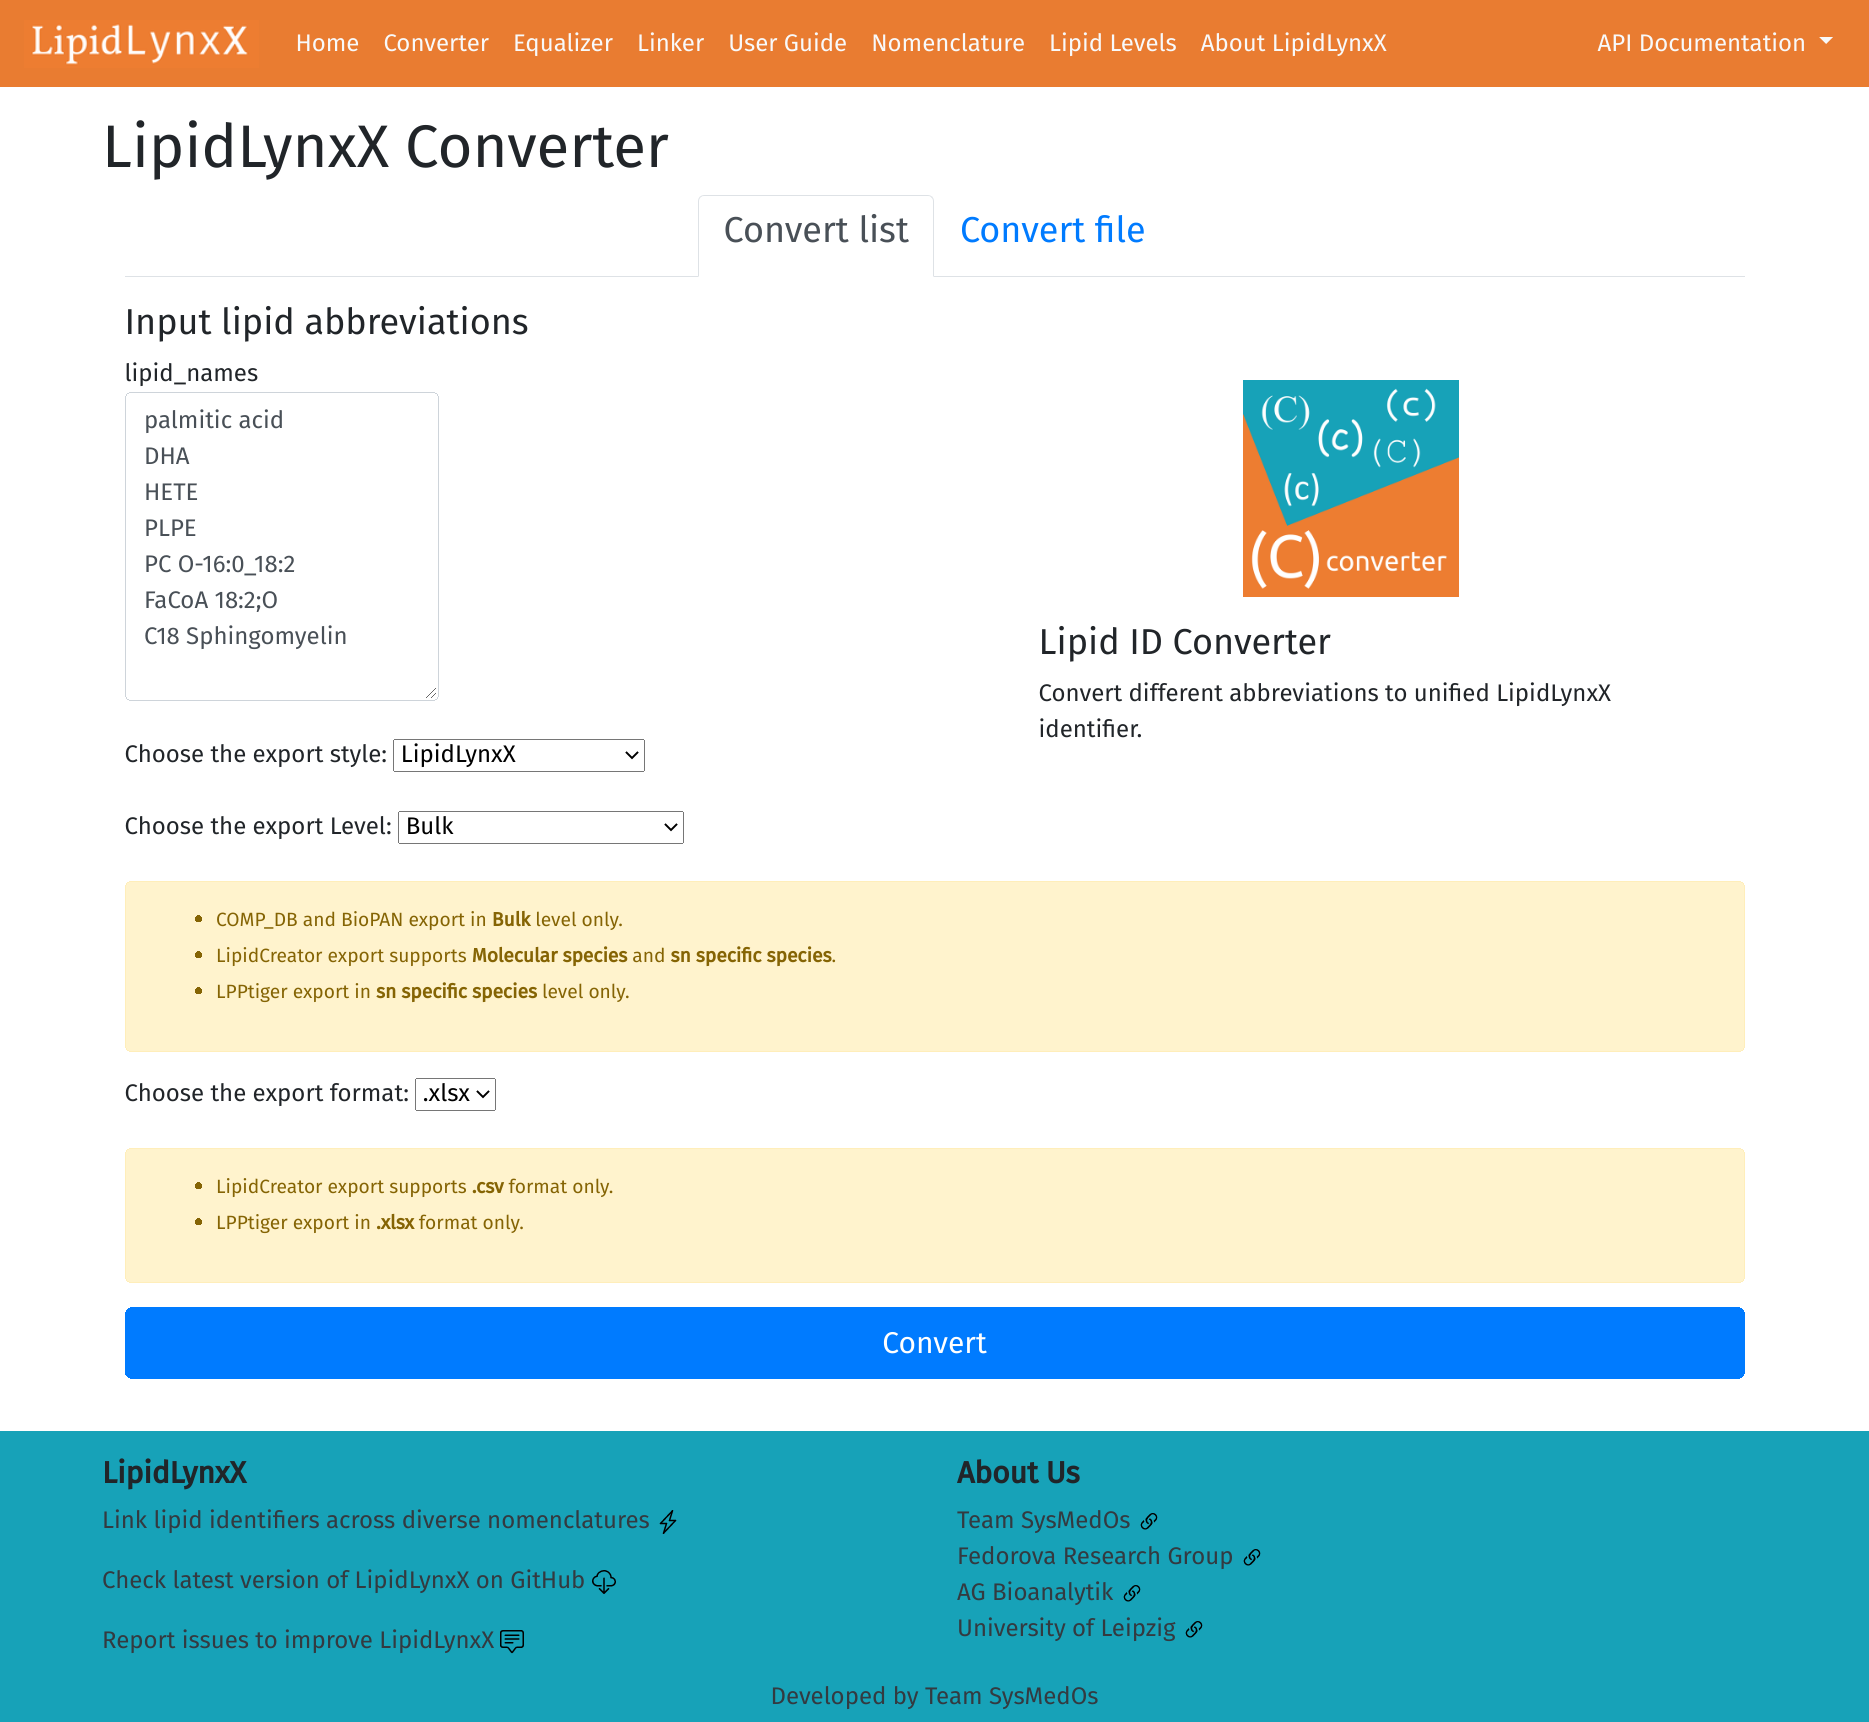 LipidLynxX Home Converter Equalizer Linker User Guide Nomenclature Lipid Levels About LipidLynxX API Documentation
LipidLynxX Converter
Convert list Convert file
Input lipid abbreviations
lipid_names
palmitic acid
DHA
HETE
PLPE
PC O-16:0_18:2
FaCoA 18:2;O
C18 Sphingomyelin
(C) (c) (c) (C) (c)
(C) converter
Lipid ID Converter
Convert different abbreviations to unified LipidLynxX
identifier.
Choose the export style: LipidLynxX
Choose the export Level: Bulk
• COMP_DB and BioPAN export in Bulk level only.
• LipidCreator export supports Molecular species and sn specific species.
• LPPtiger export in sn specific species level only.
Choose the export format: .xlsx
• LipidCreator export supports .csv format only.
• LPPtiger export in .xlsx format only.
Convert
LipidLynxX
Link lipid identifiers across diverse nomenclatures
Check latest version of LipidLynxX on GitHub
Report issues to improve LipidLynxX
About Us
Team SysMedOs
Fedorova Research Group
AG Bioanalytik
University of Leipzig
Developed by Team SysMedOs